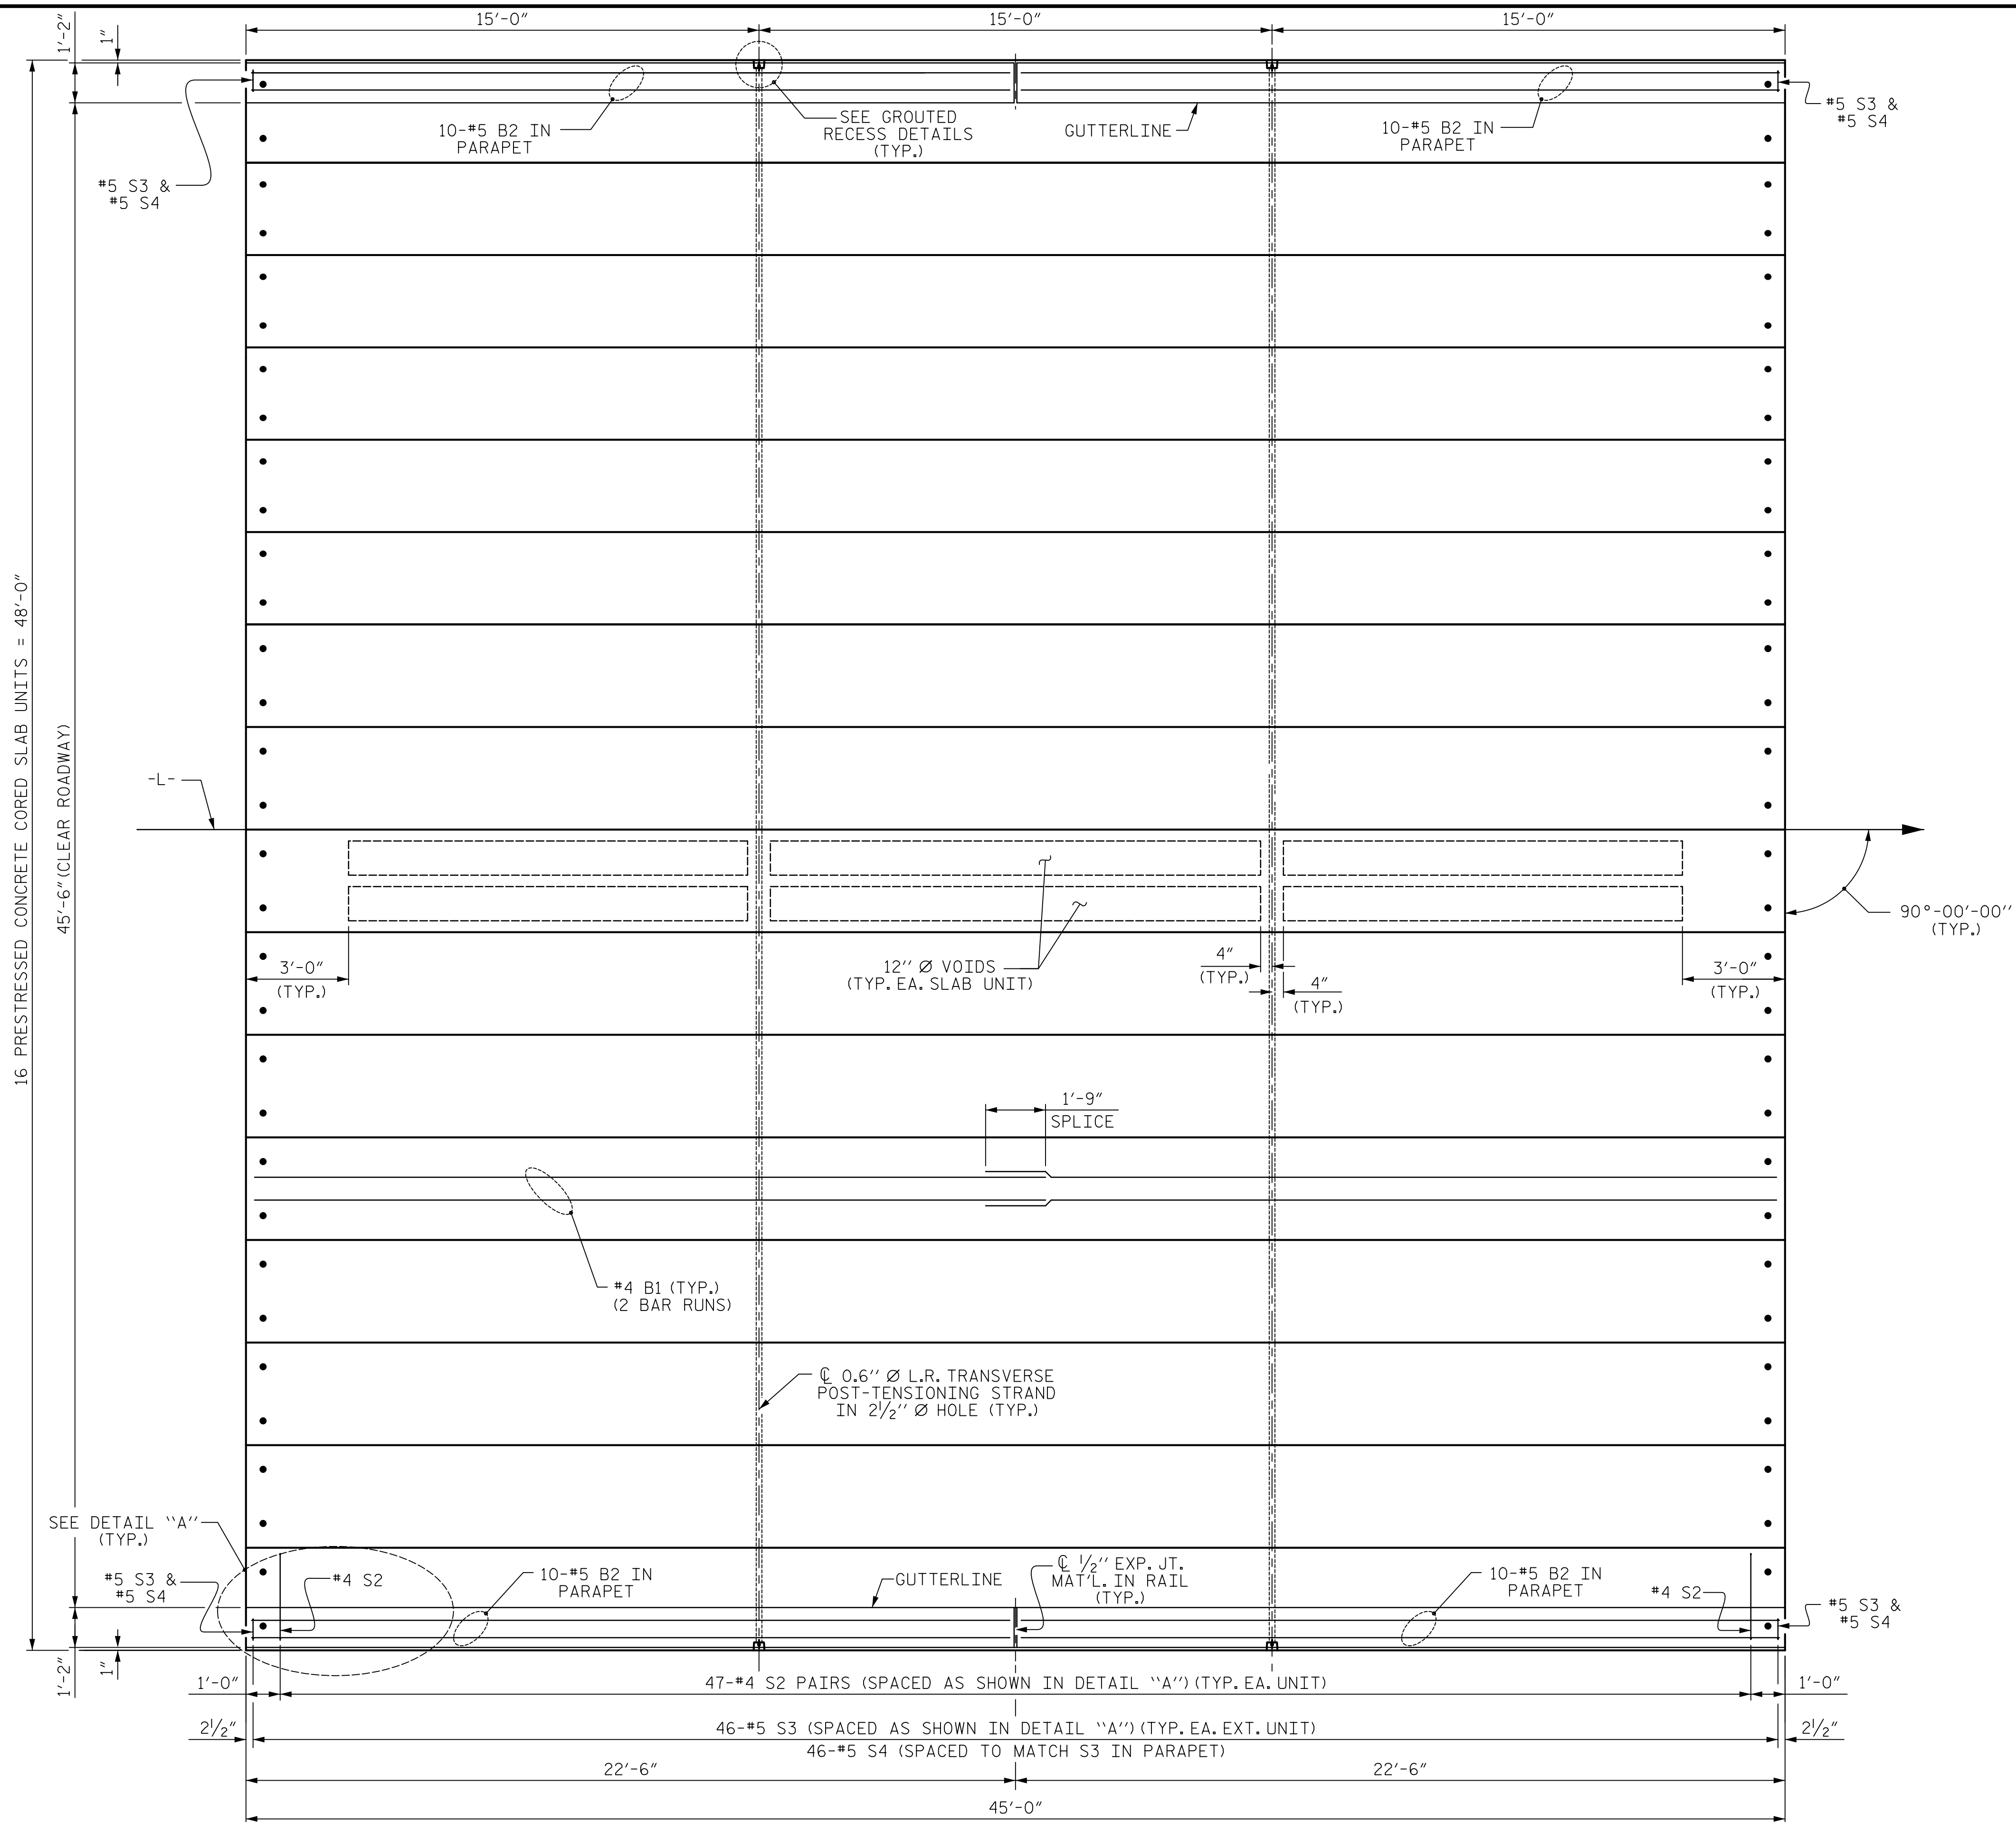 15'-0"
15'-0"
15'-0"
1'-2"
1"
#5 S3 &
#5 S4
10-#5 B2 IN
PARAPET
SEE GROUTED
RECESS DETAILS
(TYP.)
GUTTERLINE
10-#5 B2 IN
PARAPET
#5 S3 &
#5 S4
16 PRESTRESSED CONCRETE CORED SLAB UNITS = 48'-0"
45'-6"(CLEAR ROADWAY)
-L-
90°-00'-00''
(TYP.)
3'-0"
(TYP.)
12'' Ø VOIDS
(TYP. EA. SLAB UNIT)
4"
(TYP.)
4"
(TYP.)
3'-0"
(TYP.)
1'-9"
SPLICE
#4 B1 (TYP.)
(2 BAR RUNS)
℄ 0.6'' Ø L.R. TRANSVERSE
POST-TENSIONING STRAND
IN 2½'' Ø HOLE (TYP.)
SEE DETAIL "A"
(TYP.)
#5 S3 &
#5 S4
#4 S2
10-#5 B2 IN
PARAPET
GUTTERLINE
℄ ½'' EXP. JT.
MAT'L. IN RAIL
(TYP.)
10-#5 B2 IN
PARAPET
#4 S2
#5 S3 &
#5 S4
1'-2"
1"
1'-0"
47-#4 S2 PAIRS (SPACED AS SHOWN IN DETAIL "A") (TYP. EA. UNIT)
1'-0"
2½"
46-#5 S3 (SPACED AS SHOWN IN DETAIL "A") (TYP. EA. EXT. UNIT)
2½"
46-#5 S4 (SPACED TO MATCH S3 IN PARAPET)
22'-6"
22'-6"
45'-0"